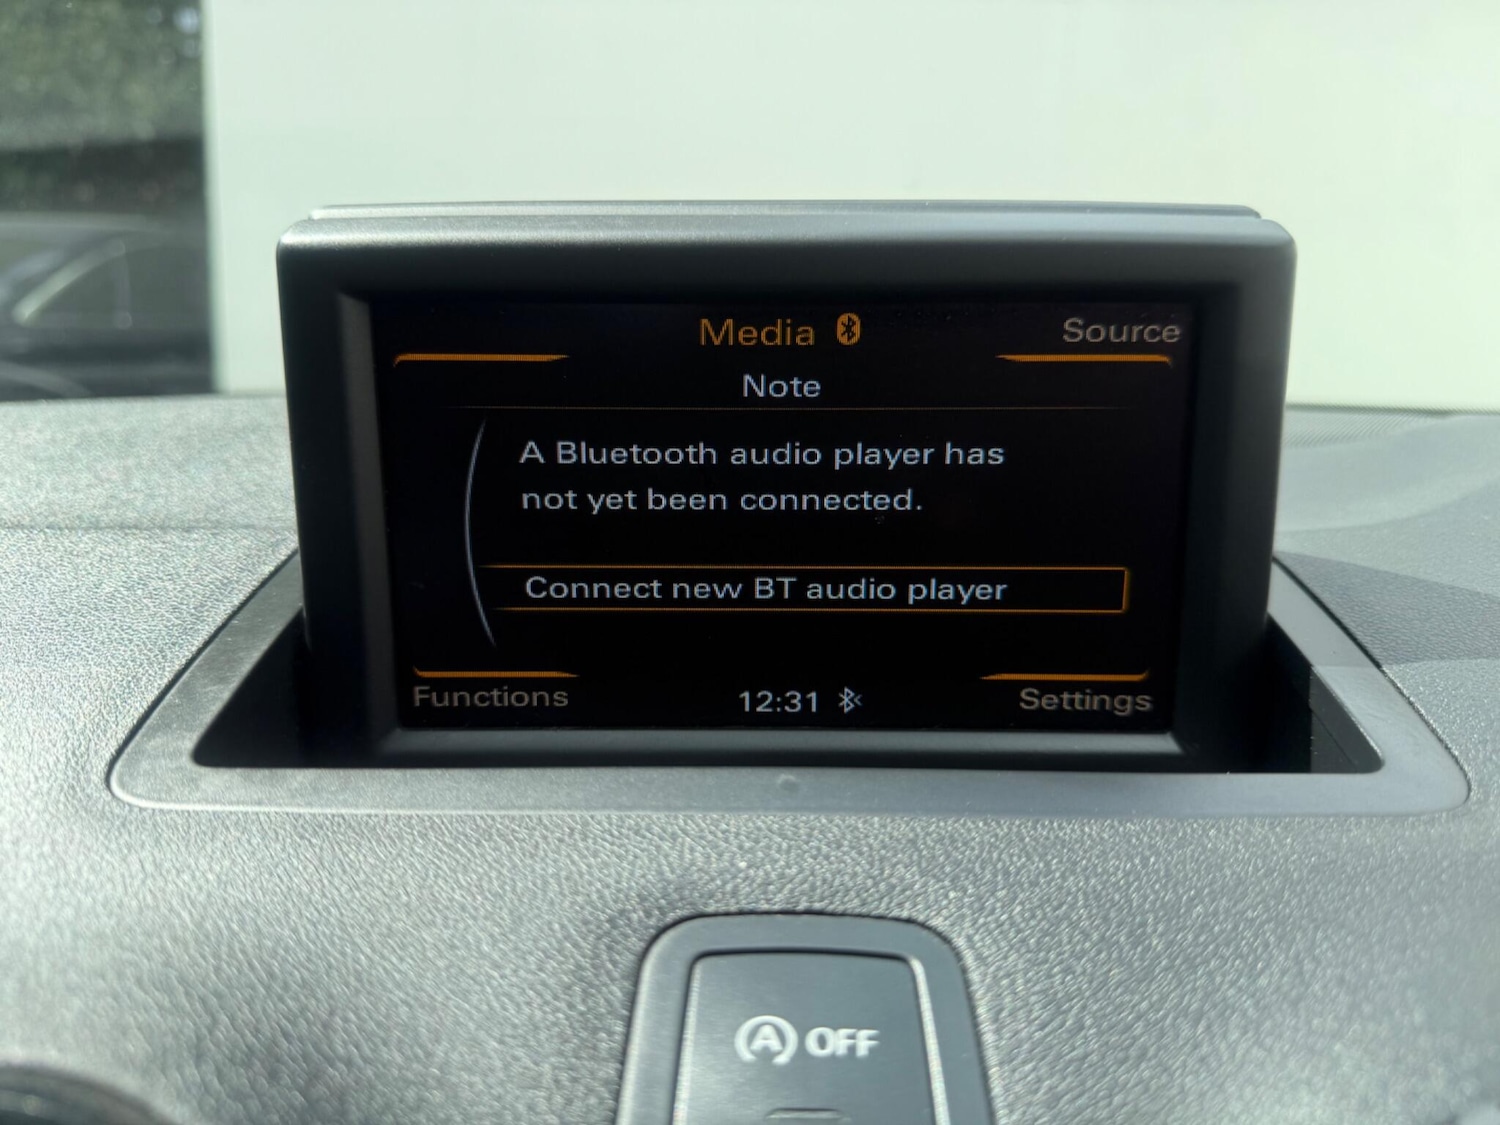 Media
Source
Note
A Bluetooth audio player has
not yet been connected.
Connect new BT audio player
Functions
12:31
Settings
A OFF